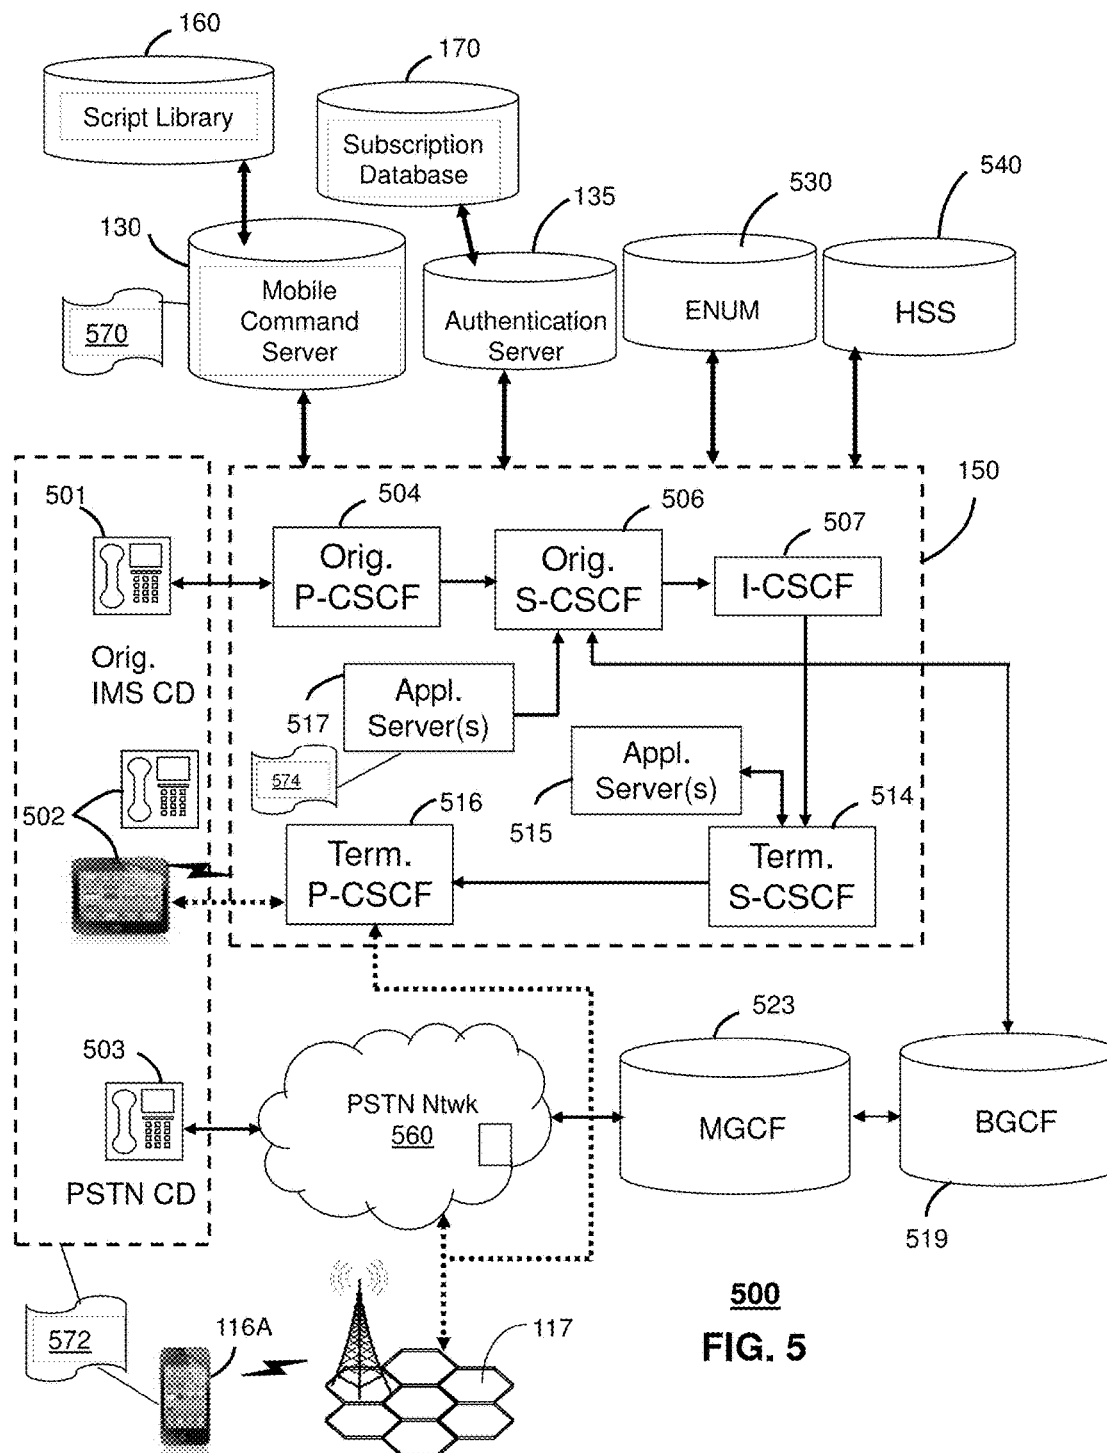 160
170
Script Library
Subscription
Database
540
530
135
130
Mobile
Command
Server
570
ENUM
HSS
Authentication
Server
150
501
504
506
507
Orig.
P-CSCF
Orig.
S-CSCF
I-CSCF
Orig.
IMS CD
Appl.
Server(s)
517
Appl.
Server(s)
574
502
516
515
514
Term.
P-CSCF
Term.
S-CSCF
523
503
PSTN Ntwk
560
MGCF
BGCF
PSTN CD
519
500
FIG. 5
572
116A
117